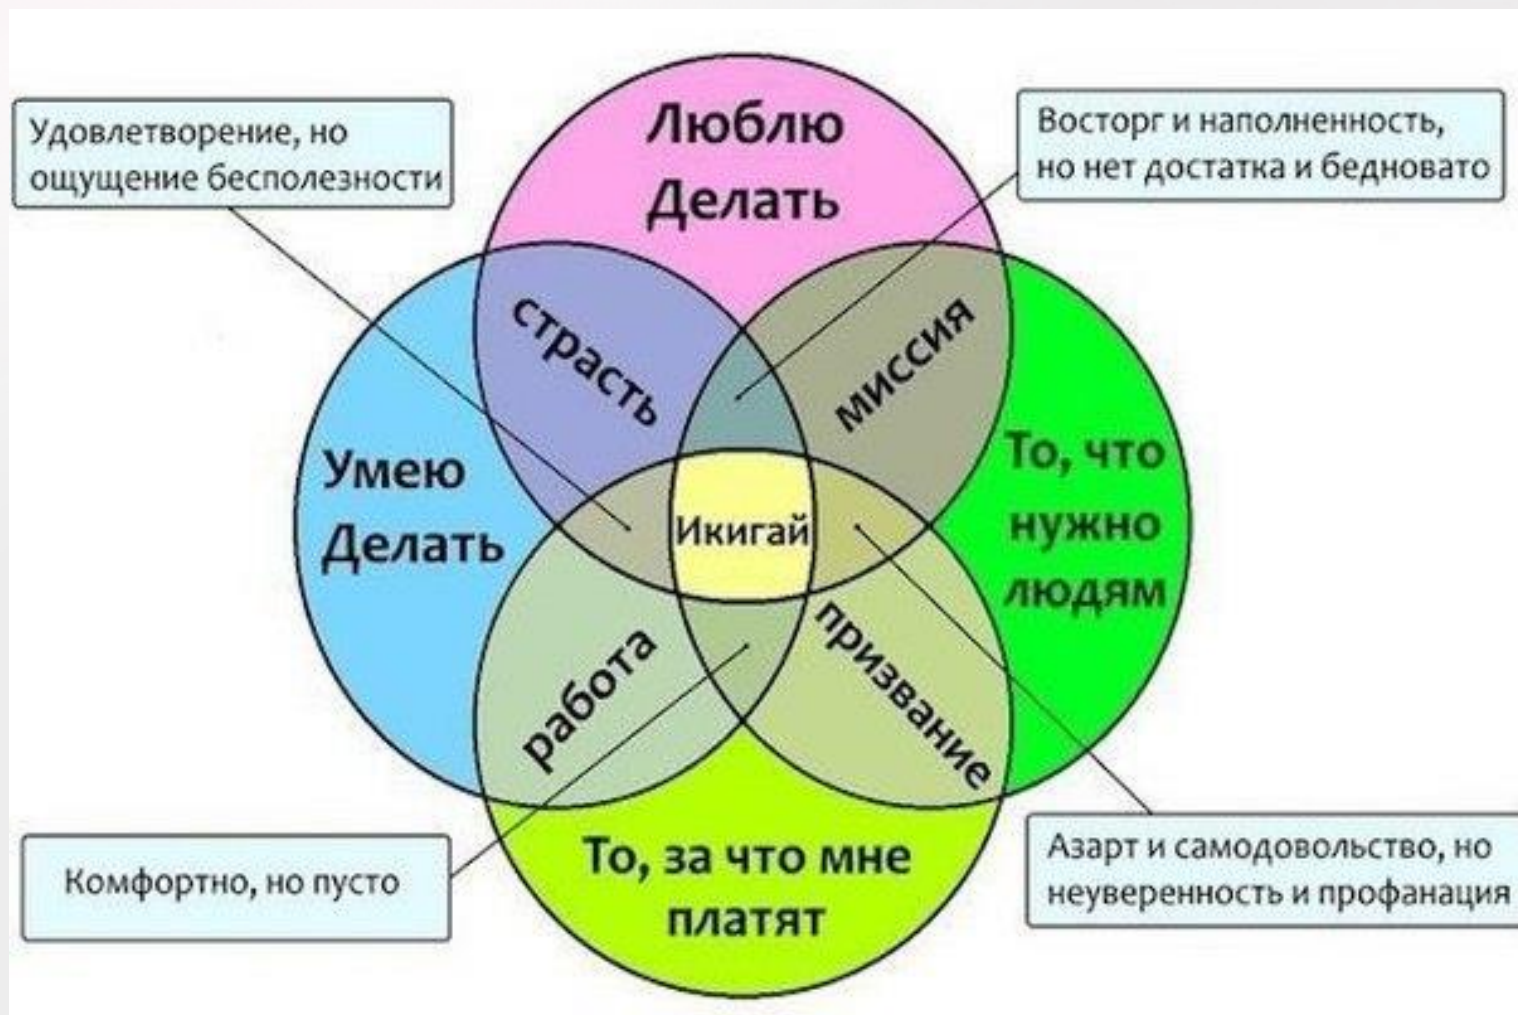 Люблю
Делать
Удовлетворение, но
ощущение бесполезности
Восторг и наполненность,
но нет достатка и бедновато
страсть
миссия
Умею
Делать
Икигай
То, что
нужно
людям
работа
призвание
То, за что мне
платят
Комфортно, но пусто
Азарт и самодовольство, но
неуверенность и профанация